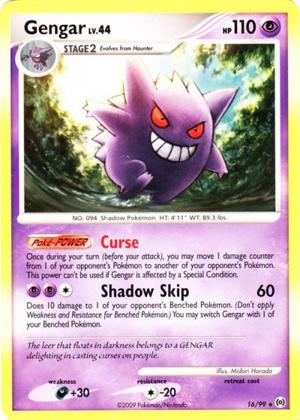 Gengar LV.44 HP 110
STAGE 2 Evolves from Haunter
NO. 094 Shadow Pokémon HT: 4'11" WT: 89.3 lbs.
Poké-POWER Curse
Once during your turn (before your attack), you may move 1 damage counter
from 1 of your opponent's Pokémon to another of your opponent's Pokémon.
This power can't be used if Gengar is affected by a Special Condition.
Shadow Skip 60
Does 10 damage to 1 of your opponent's Benched Pokémon. (Don't apply
Weakness and Resistance for Benched Pokémon.) You may switch Gengar with 1 of
your Benched Pokémon.
The leer that floats in darkness belongs to a GENGAR
delighting in casting curses on people.
Illus. Midori Harada
weakness resistance retreat cost
+30 -20
©2009 Pokémon/Nintendo 16/99